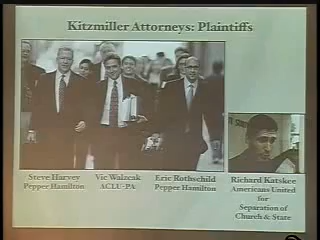 Kitzmiller Attorneys: Plaintiffs
Steve Harvey
Pepper Hamilton
Vic Walzcak
ACLU-PA
Eric Rothschild
Pepper Hamilton
Richard Katskee
Americans United
for
Separation of
Church & State